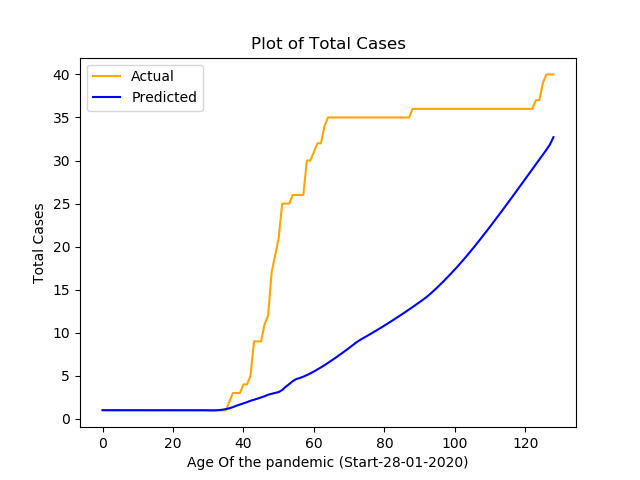 Plot of Total Cases
Actual
Predicted
Total Cases
40
35
30
25
20
15
10
5
0
0 20 40 60 80 100 120
Age Of the pandemic (Start-28-01-2020)